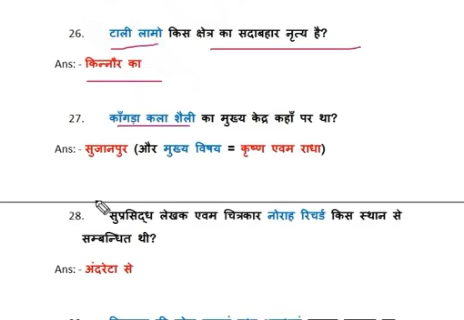 26. टाली लामो किस क्षेत्र का सदाबहार नृत्य है?
Ans: - किन्नौर का
27. काँगड़ा कला शैली का मुख्य केद्र कहाँ पर था?
Ans: - सुजानपुर (और मुख्य विषय = कृष्ण एवम राधा)
28. सुप्रसिद्ध लेखक एवम चित्रकार नोराह रिचर्ड किस स्थान से
सम्बन्धित थी?
Ans: - अंदरेटा से